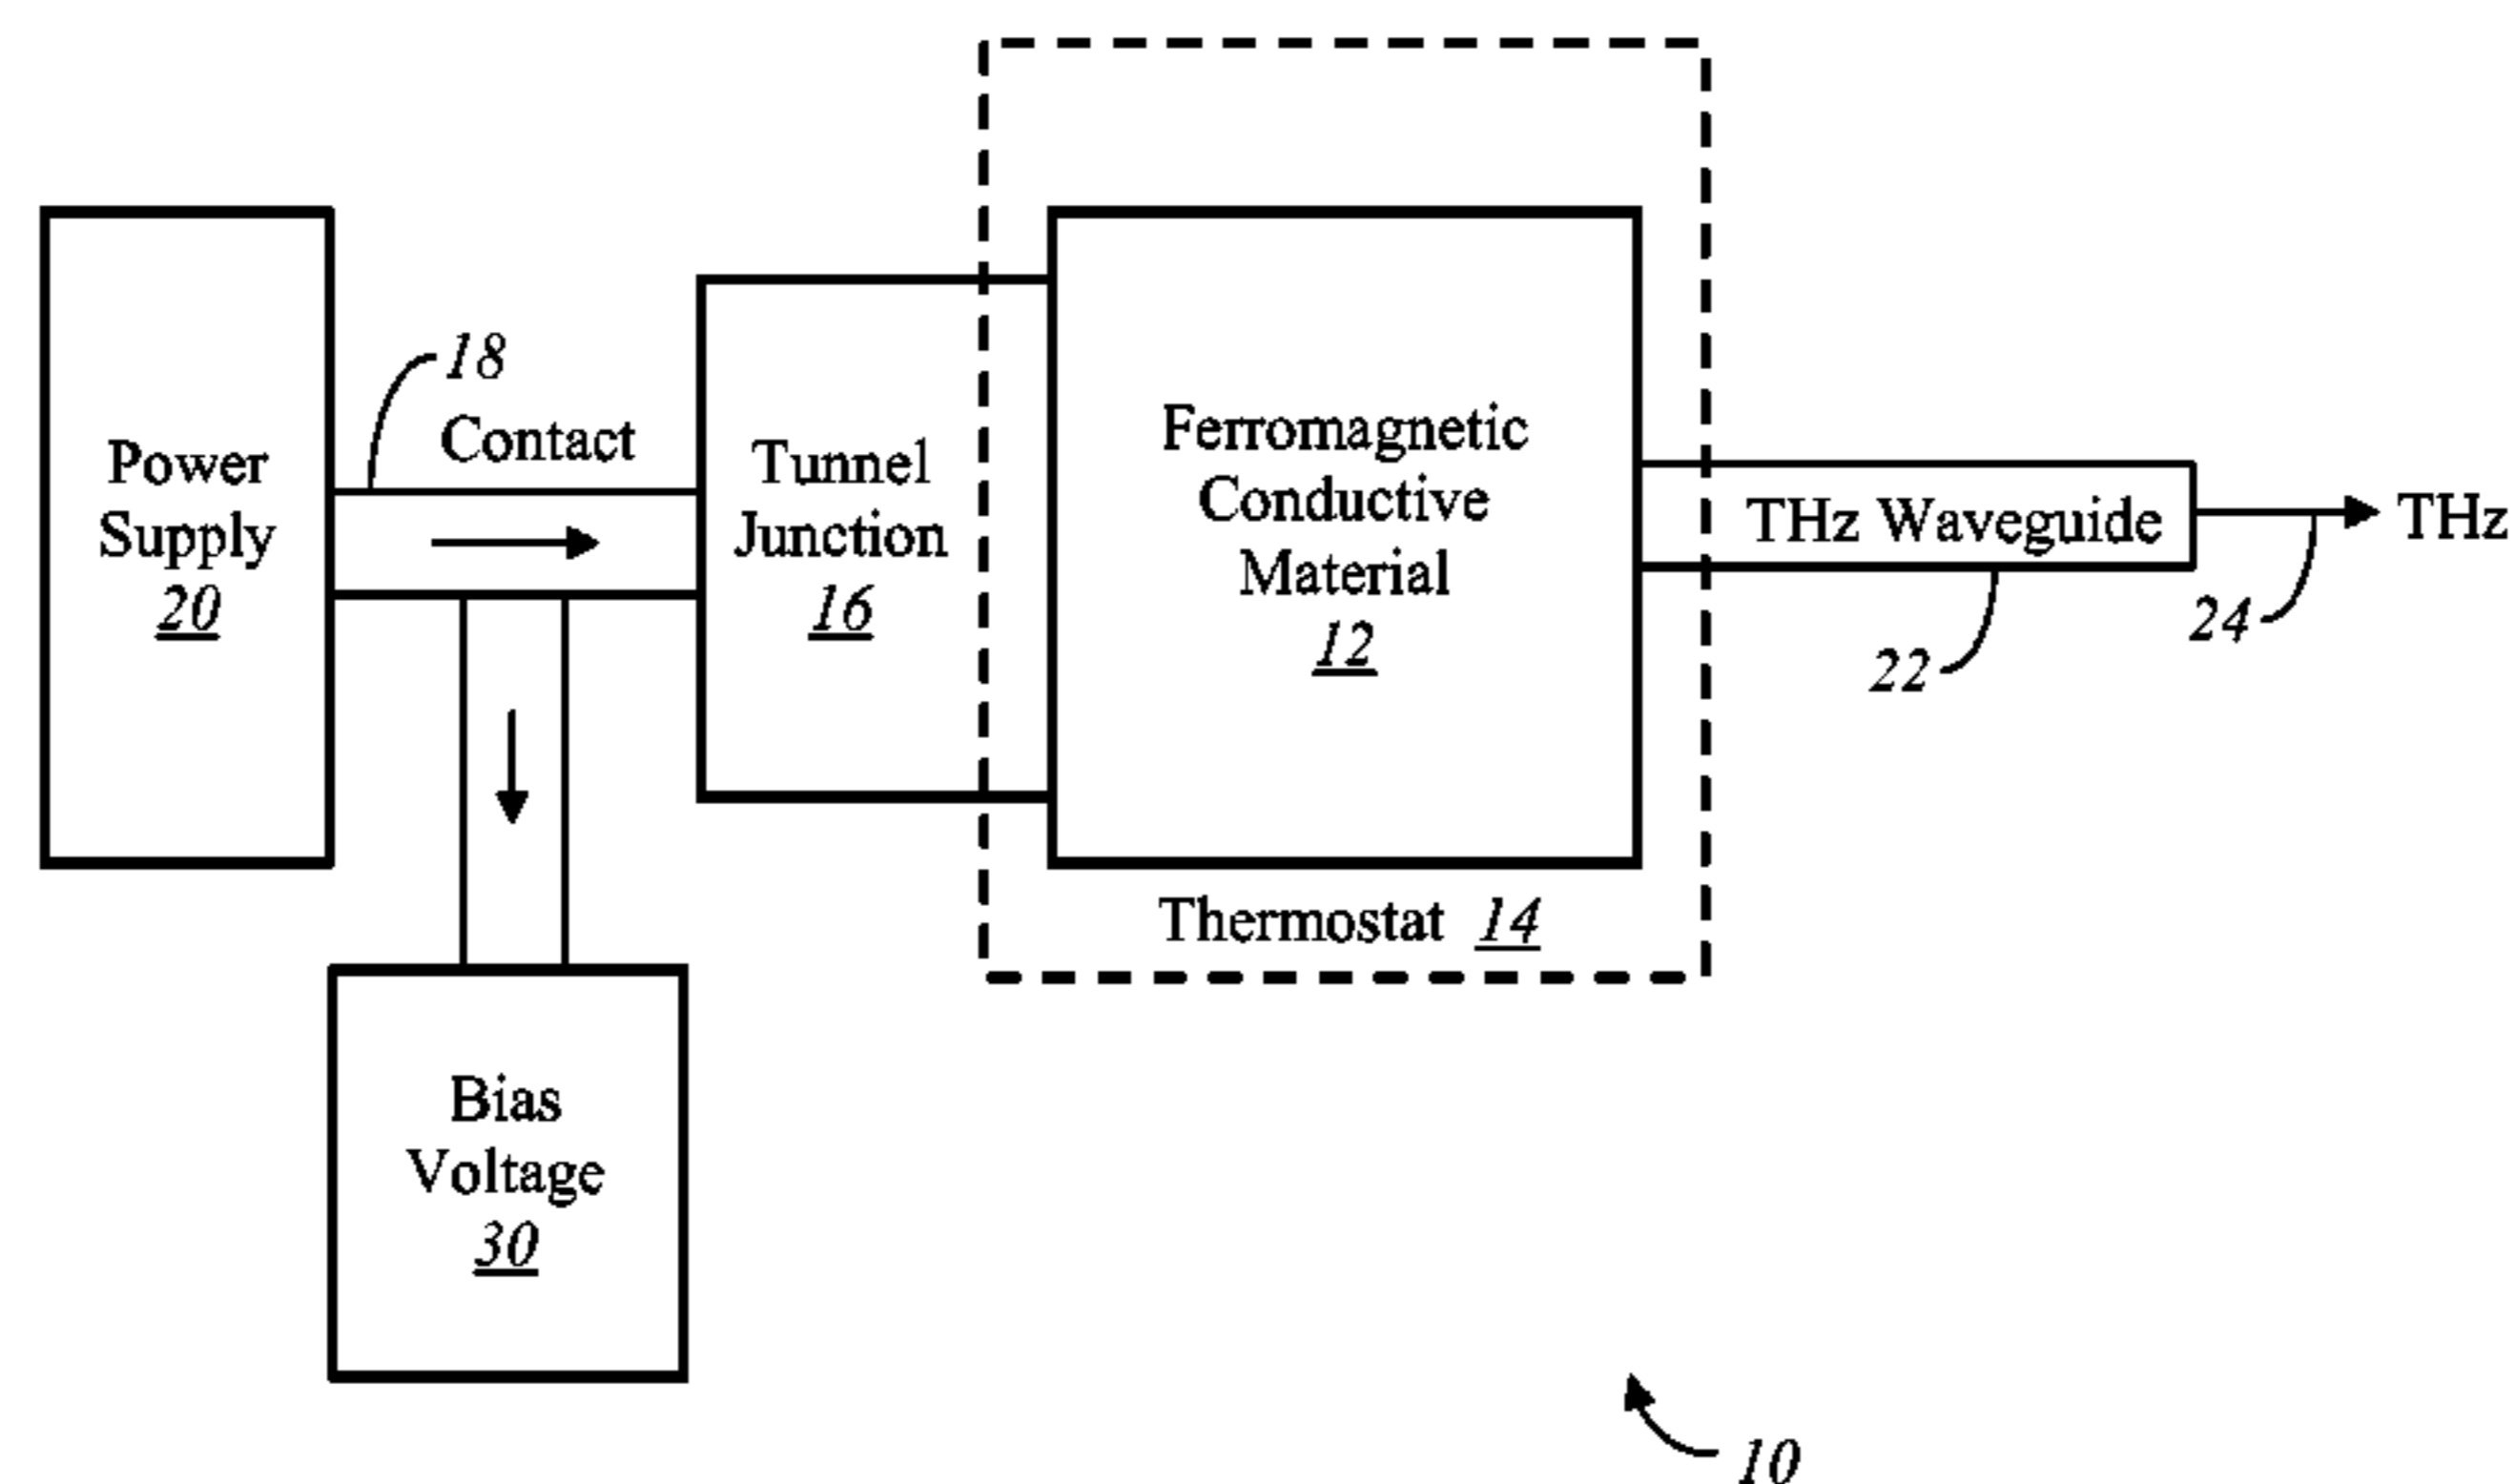 Power
Supply
20
18
Contact
Tunnel
Junction
16
Ferromagnetic
Conductive
Material
12
Thermostat 14
THz Waveguide
22
24
THz
Bias
Voltage
30
10